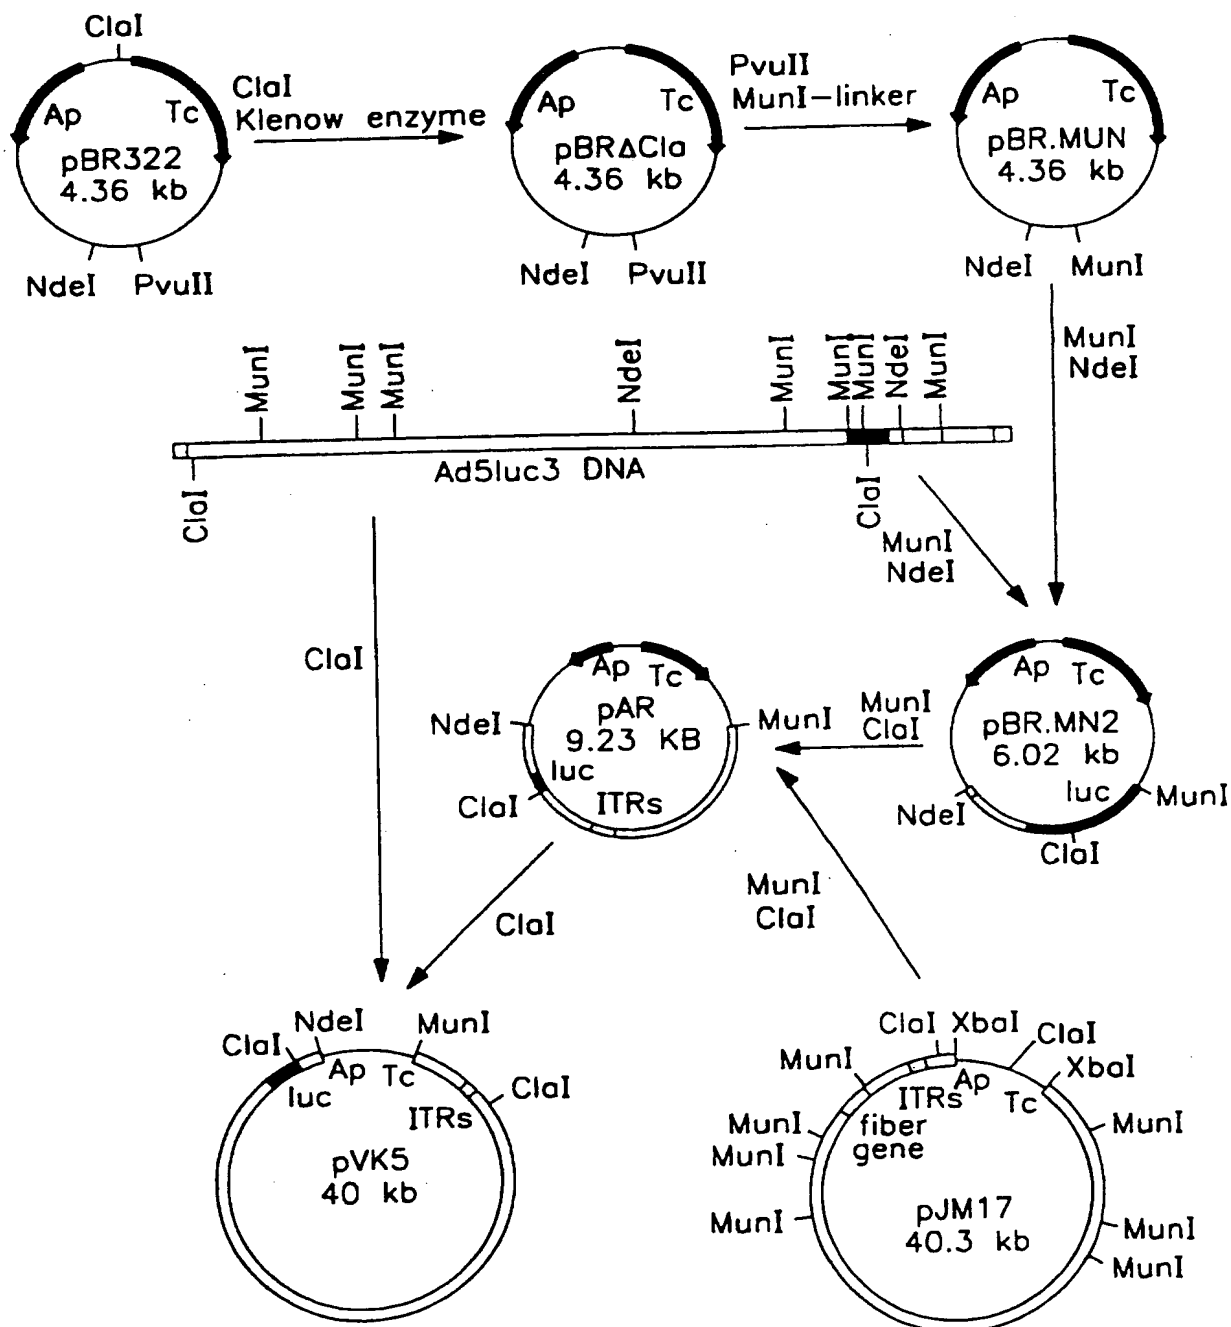 ClaI
Ap Tc
pBR322
4.36 kb
NdeI PvuII
ClaI
Klenow enzyme
Ap Tc
pBRΔCla
4.36 kb
NdeI PvuII
PvuII
MunI-linker
Ap Tc
pBR.MUN
4.36 kb
NdeI MunI
MunI
NdeI
MunI
MunI
MunI
NdeI
MunI
MunI
MunI
NdeI
MunI
Ad5luc3 DNA
ClaI
ClaI
MunI
NdeI
ClaI
Ap Tc
pAR
9.23 KB
NdeI
MunI
luc
ClaI
ITRs
MunI
ClaI
Ap Tc
pBR.MN2
6.02 kb
luc
MunI
NdeI
ClaI
ClaI
MunI
ClaI
ClaI
NdeI
MunI
luc
Ap Tc
ITRs
ClaI
pVK5
40 kb
ClaI XbaI
ClaI
XbaI
MunI
ITRs
Ap
Tc
fiber
gene
MunI
MunI
MunI
MunI
MunI
MunI
pJM17
40.3 kb